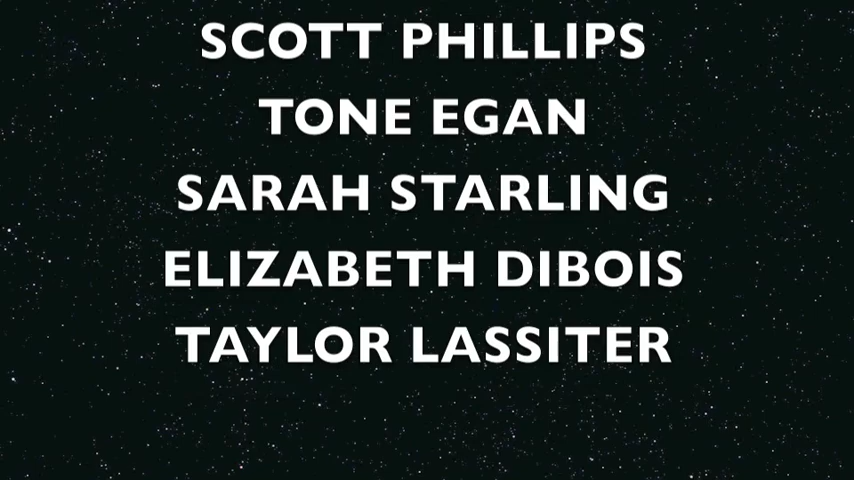 SCOTT PHILLIPS
TONE EGAN
SARAH STARLING
ELIZABETH DIBOIS
TAYLOR LASSITER